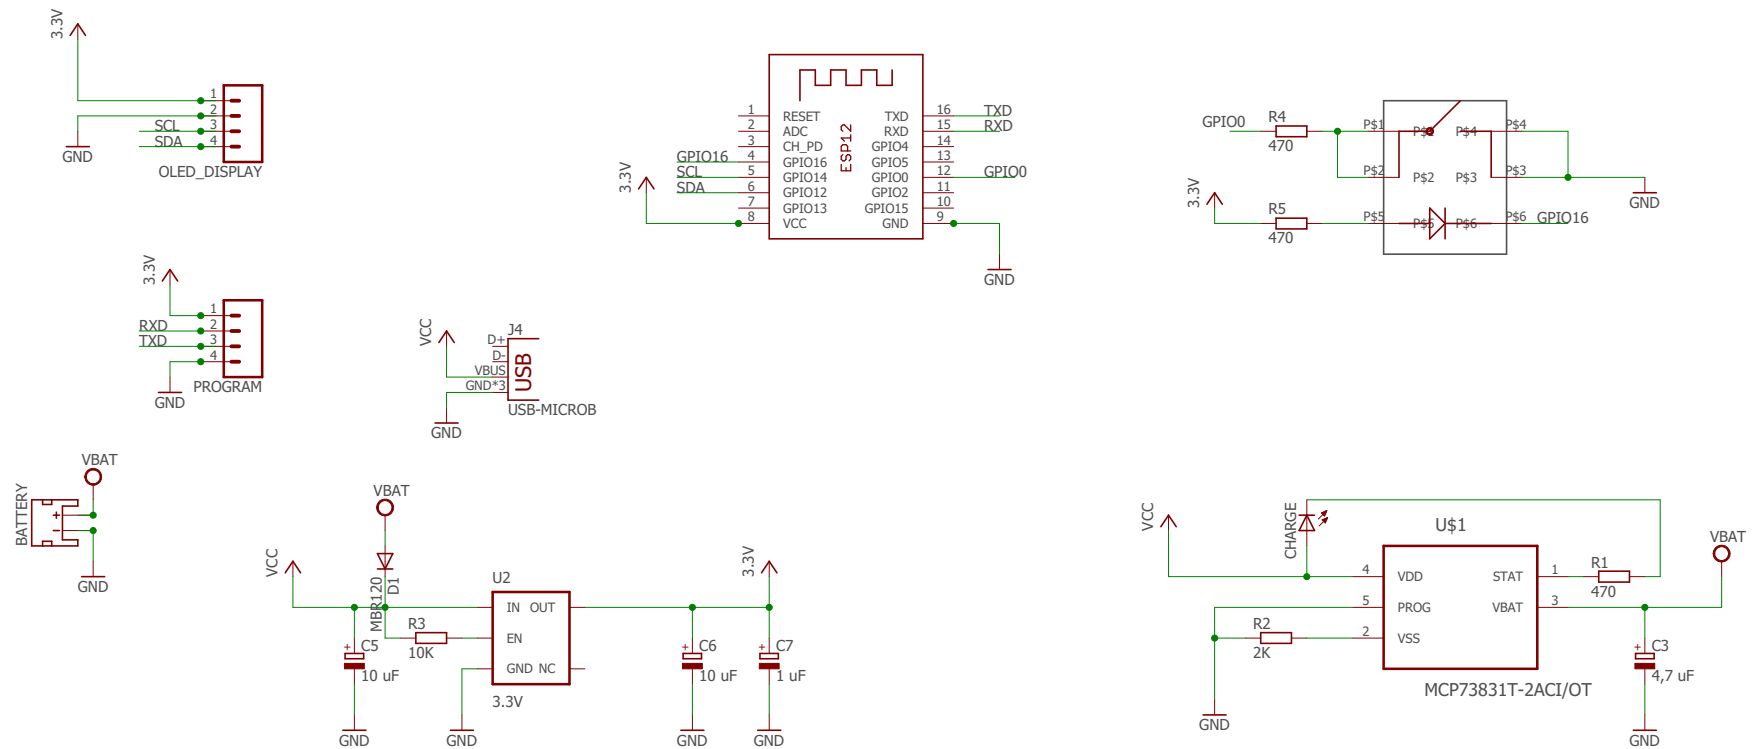 3.3V
1
2
SCL 3
SDA 4
GND
OLED_DISPLAY
3.3V
1
RXD 2
TXD 3
4
PROGRAM
GND
VCC
J4
D+
D-
VBUS
GND*3
USB
USB-MICROB
GND
ESP12
1 RESET
2 ADC
3 CH_PD
GPIO16 4 GPIO16
SCL 5 GPIO14
SDA 6 GPIO12
7 GPIO13
3.3V
8 VCC
TXD 16 TXD
RXD 15 RXD
GPIO4 14
GPIO5 13
GPIO0 12 GPIO0
GPIO2 11
GPIO15 10
GND 9
GND
GPIO0
R4
470
P$1
P$4 P$4
P$2 P$2
P$3 P$3
GND
3.3V
R5
470
P$5 P$5
P$6 P$6
GPIO16
VBAT
BATTERY
+
-
GND
VBAT
VCC
MBR120
D1
U2
IN OUT
EN
GND NC
3.3V
R3
10K
+ C5
10 uF
GND
GND
3.3V
+ C6
10 uF
GND
+ C7
1 uF
GND
VCC
CHARGE
U$1
4 VDD
5 PROG
2 VSS
STAT 1
VBAT 3
MCP73831T-2ACI/OT
R1
470
VBAT
R2
2K
GND
+ C3
4,7 uF
GND